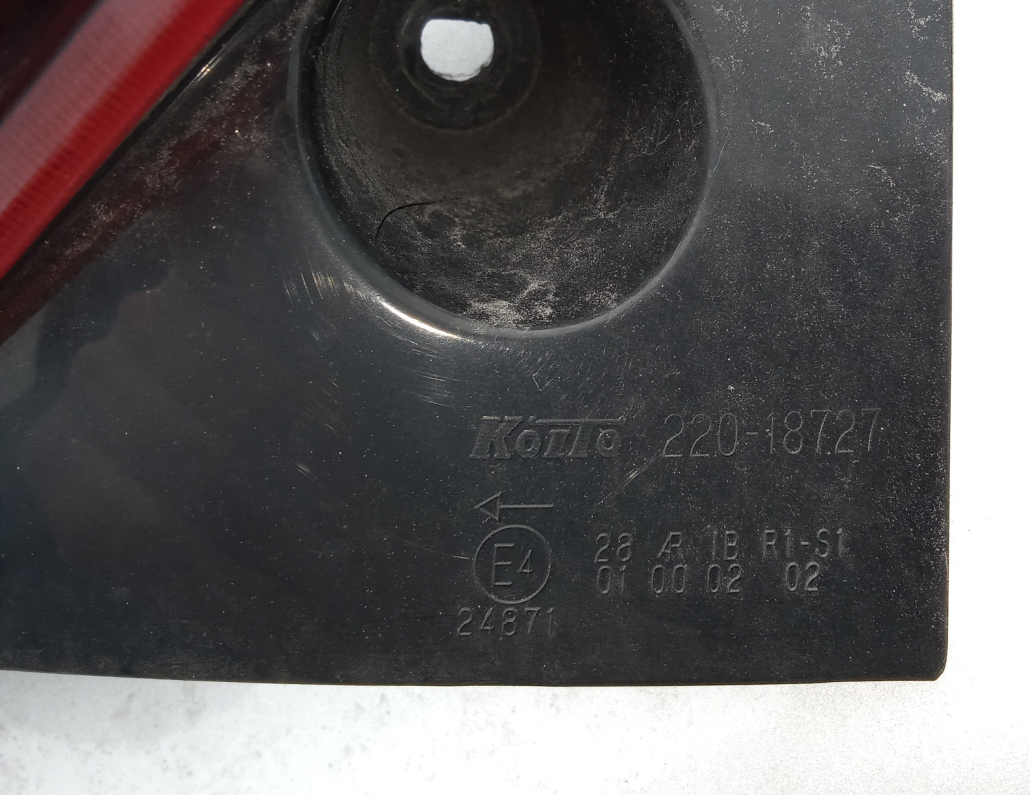 KOITO 220-18727
E4
28 AR IB R1-S1
01 00 02 02
24871